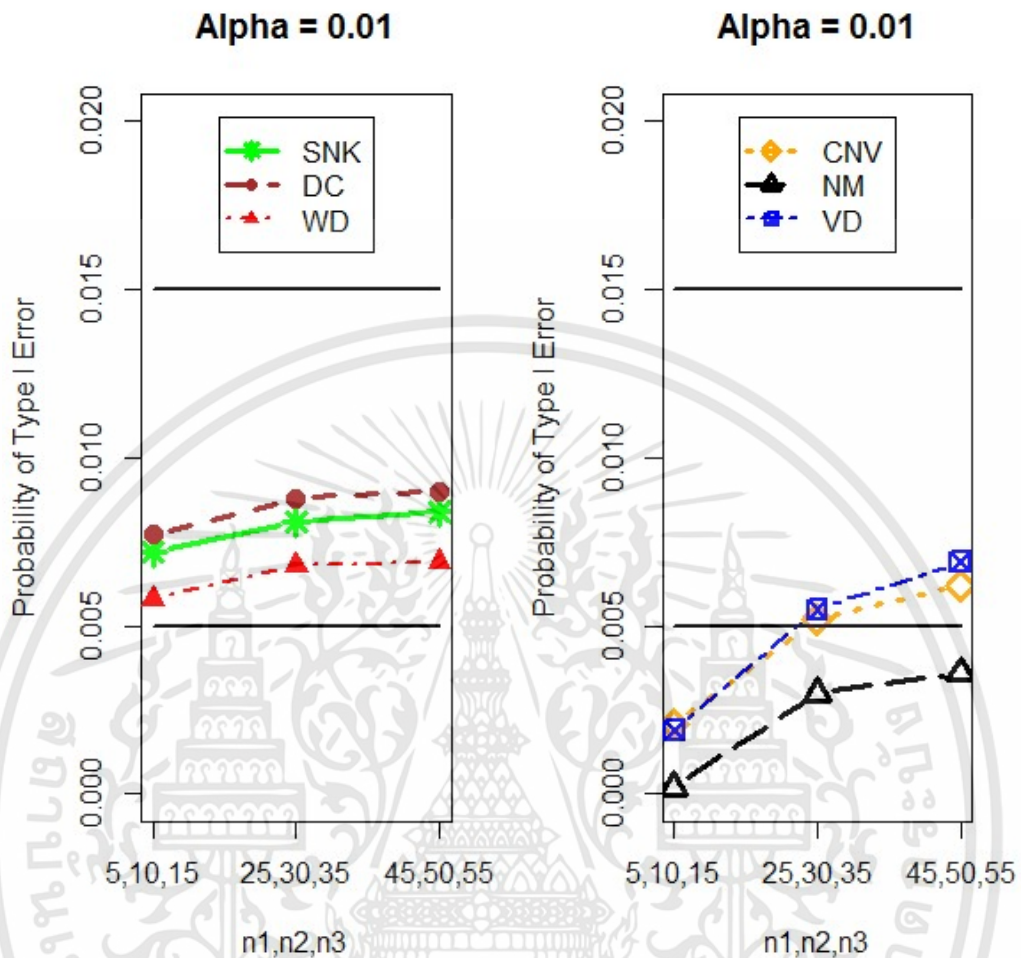 Alpha = 0.01
Probability of Type I Error
0.020
0.015
0.010
0.005
0.000
SNK
DC
WD
5,10,15
25,30,35
45,50,55
n1,n2,n3
Alpha = 0.01
Probability of Type I Error
0.020
0.015
0.010
0.005
0.000
CNV
NM
VD
5,10,15
25,30,35
45,50,55
n1,n2,n3